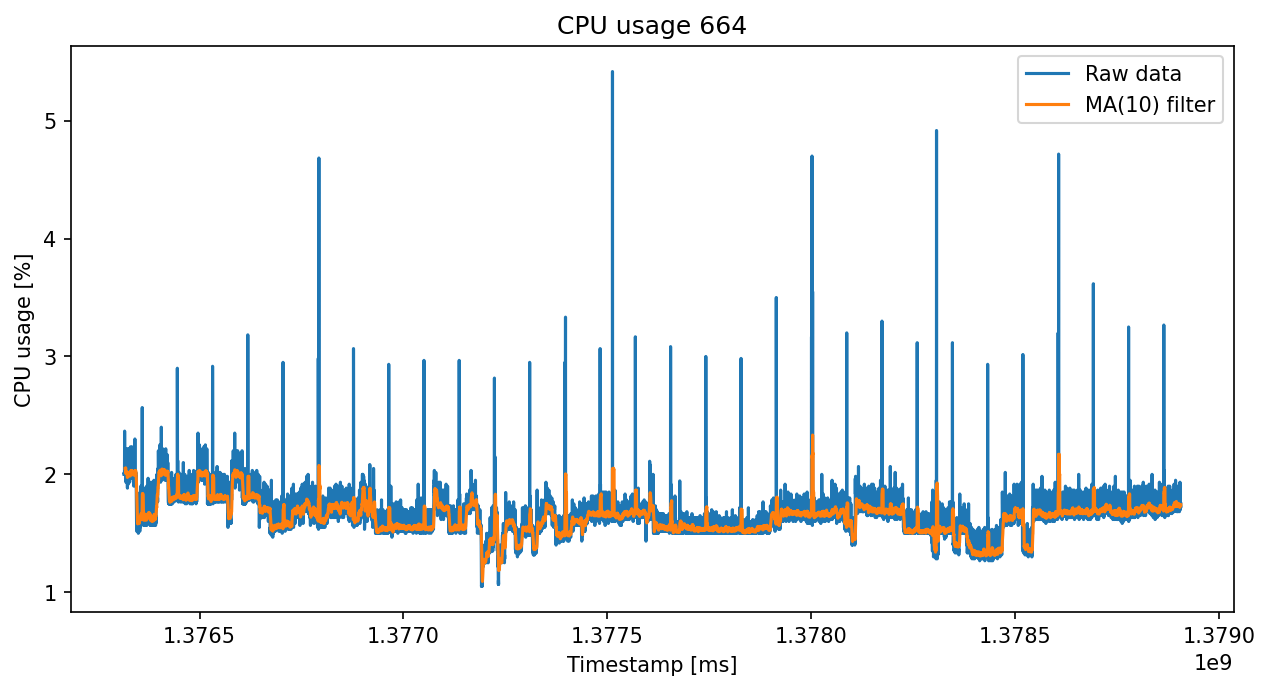 CPU usage 664
Raw data
MA(10) filter
CPU usage [%]
5
4
3
2
1
1.3765
1.3770
1.3775
1.3780
1.3785
1.3790
1e9
Timestamp [ms]